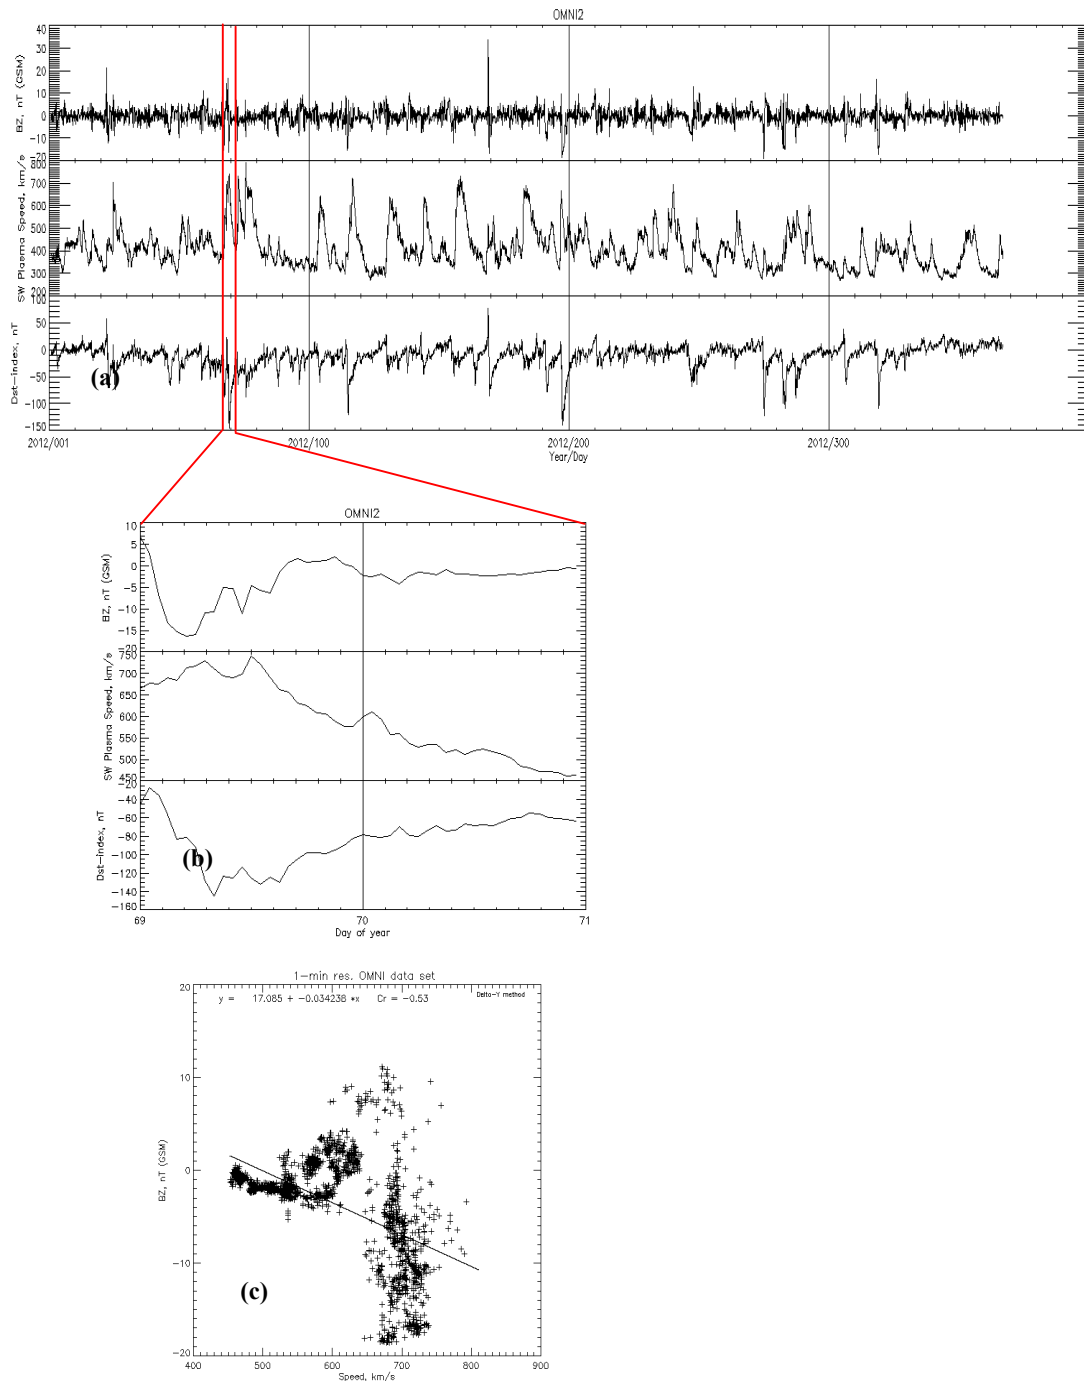 OMNI2
BZ, nT (GSM)
40
30
20
10
0
-10
-20
SW Plasma Speed, km/s
800
700
600
500
400
300
200
Dst-index, nT
100
50
0
-50
-100
-150
(a)
2012/001 2012/100 2012/200 2012/300
Year/Day
OMNI2
BZ, nT (GSM)
10
5
0
-5
-10
-15
-20
SW Plasma Speed, km/s
750
700
650
600
550
500
450
Dst-index, nT
-20
-40
-60
-80
-100
-120
-140
-160
(b)
69 70 71
Day of year
1-min res. OMNI data set
y = 17.085 + -0.034238 *x Cr = -0.53
Delta-Y method
BZ, nT (GSM)
20
10
0
-10
-20
(c)
400 500 600 700 800 900
Speed, km/s